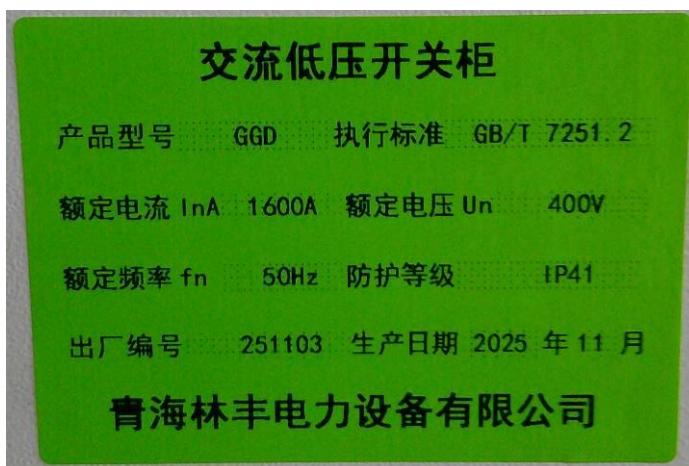 交流低压开关柜
产品型号 GGD 执行标准 GB/T 7251.2
额定电流 InA 1600A 额定电压 Un 400V
额定频率 fn 50Hz 防护等级 IP41
出厂编号 251103 生产日期 2025 年 11 月
青海林丰电力设备有限公司